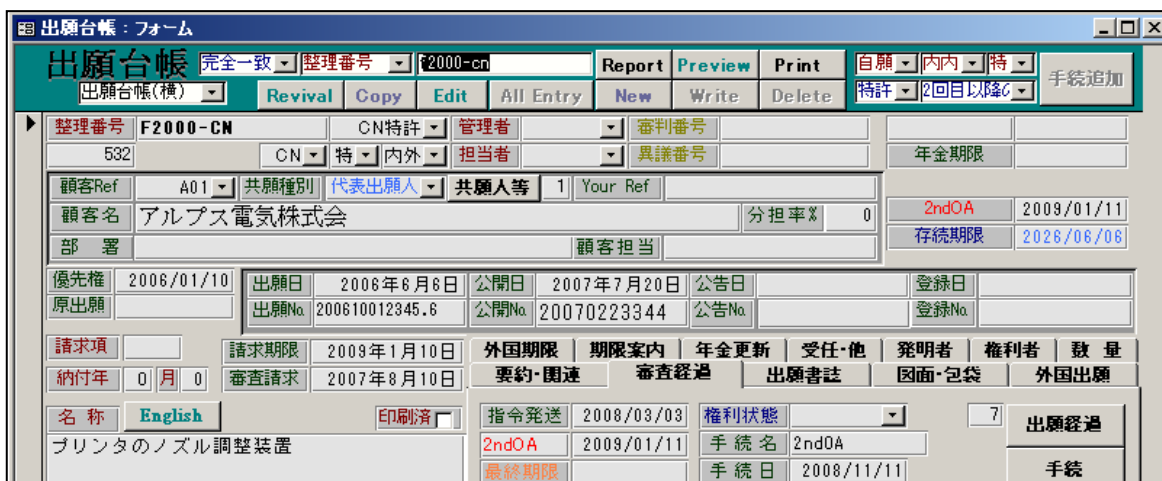 出願台帳：フォーム
出願台帳 完全一致 整理番号 f2000-cn Report Preview Print 自願 内内 特 手続追加
出願台帳(横) Revival Copy Edit All Entry New Write Delete 特許 2回目以降の
整理番号 F2000-CN CN特許 管理者 審判番号
532 CN 特 内外 担当者 異議番号 年金期限
顧客Ref A01 共願種別 代表出願人 共願人等 1 Your Ref
顧客名 アルプス電気株式会 分担率% 0 2ndOA 2009/01/11
部 署 顧客担当 存続期限 2026/06/06
優先権 2006/01/10 出願日 2006年6月6日 公開日 2007年7月20日 公告日 登録日
原出願 出願No. 200610012345.6 公開No. 20070223344 公告No. 登録No.
請求項 請求期限 2009年1月10日 外国期限 期限案内 年金更新 受任・他 発明者 権利者 数 量
納付年 0 月 0 審査請求 2007年8月10日 要約・関連 審査経過 出願書誌 図面・包袋 外国出願
名 称 English 印刷済 指令発送 2008/03/03 権利状態 7 出願経過
プリンタのノズル調整装置 2ndOA 2009/01/11 手 続 名 2ndOA
最終期限 手 続 日 2008/11/11 手続